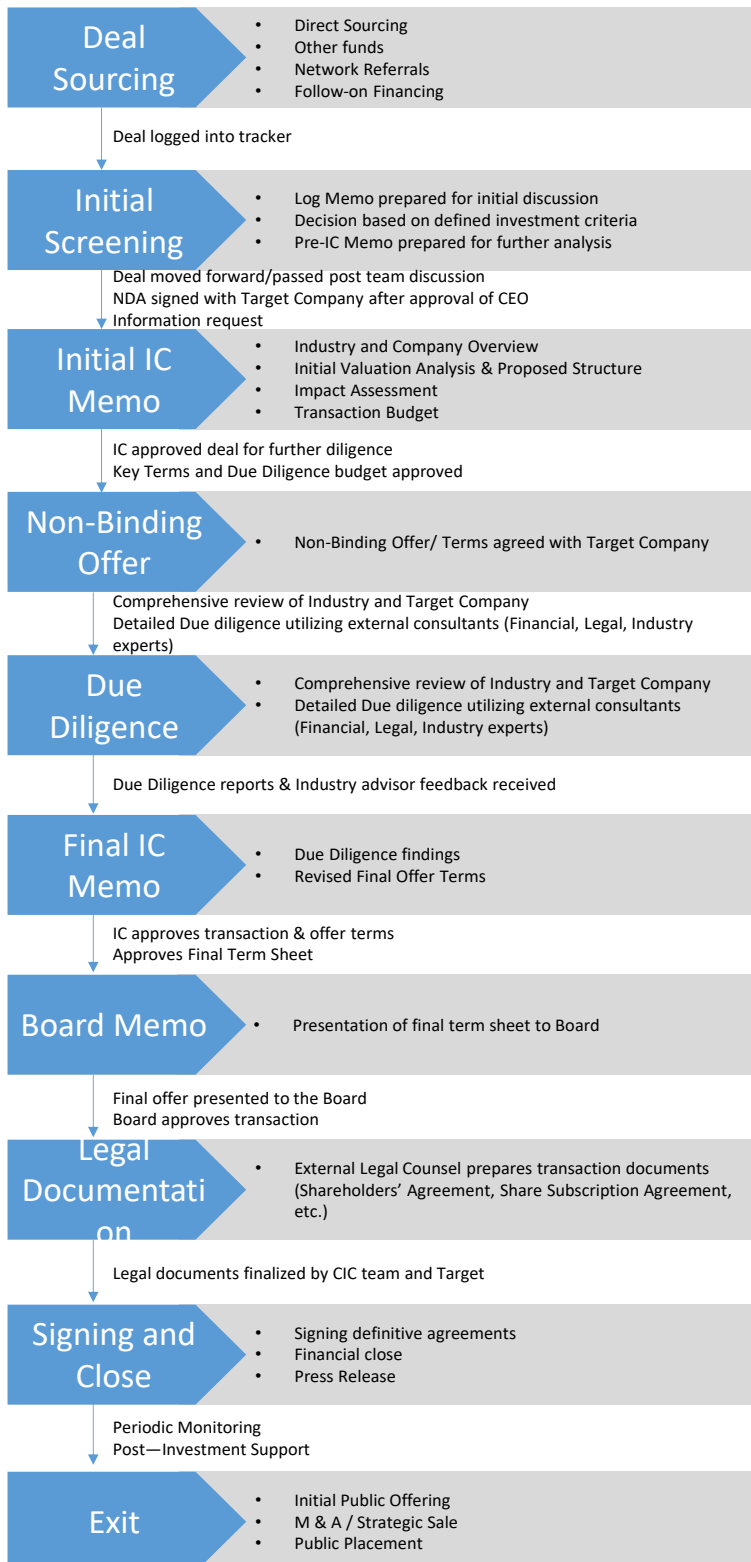 Deal
Sourcing
• Direct Sourcing
• Other funds
• Network Referrals
• Follow-on Financing
Deal logged into tracker
Initial
Screening
• Log Memo prepared for initial discussion
• Decision based on defined investment criteria
• Pre-IC Memo prepared for further analysis
Deal moved forward/passed post team discussion
NDA signed with Target Company after approval of CEO
Information request
Initial IC
Memo
• Industry and Company Overview
• Initial Valuation Analysis & Proposed Structure
• Impact Assessment
• Transaction Budget
IC approved deal for further diligence
Key Terms and Due Diligence budget approved
Non-Binding
Offer
• Non-Binding Offer/ Terms agreed with Target Company
Comprehensive review of Industry and Target Company
Detailed Due diligence utilizing external consultants (Financial, Legal, Industry
experts)
Due
Diligence
• Comprehensive review of Industry and Target Company
• Detailed Due diligence utilizing external consultants
(Financial, Legal, Industry experts)
Due Diligence reports & Industry advisor feedback received
Final IC
Memo
• Due Diligence findings
• Revised Final Offer Terms
IC approves transaction & offer terms
Approves Final Term Sheet
Board Memo
• Presentation of final term sheet to Board
Final offer presented to the Board
Board approves transaction
Legal
Documentati
on
• External Legal Counsel prepares transaction documents
(Shareholders’ Agreement, Share Subscription Agreement,
etc.)
Legal documents finalized by CIC team and Target
Signing and
Close
• Signing definitive agreements
• Financial close
• Press Release
Periodic Monitoring
Post—Investment Support
Exit
• Initial Public Offering
• M & A / Strategic Sale
• Public Placement